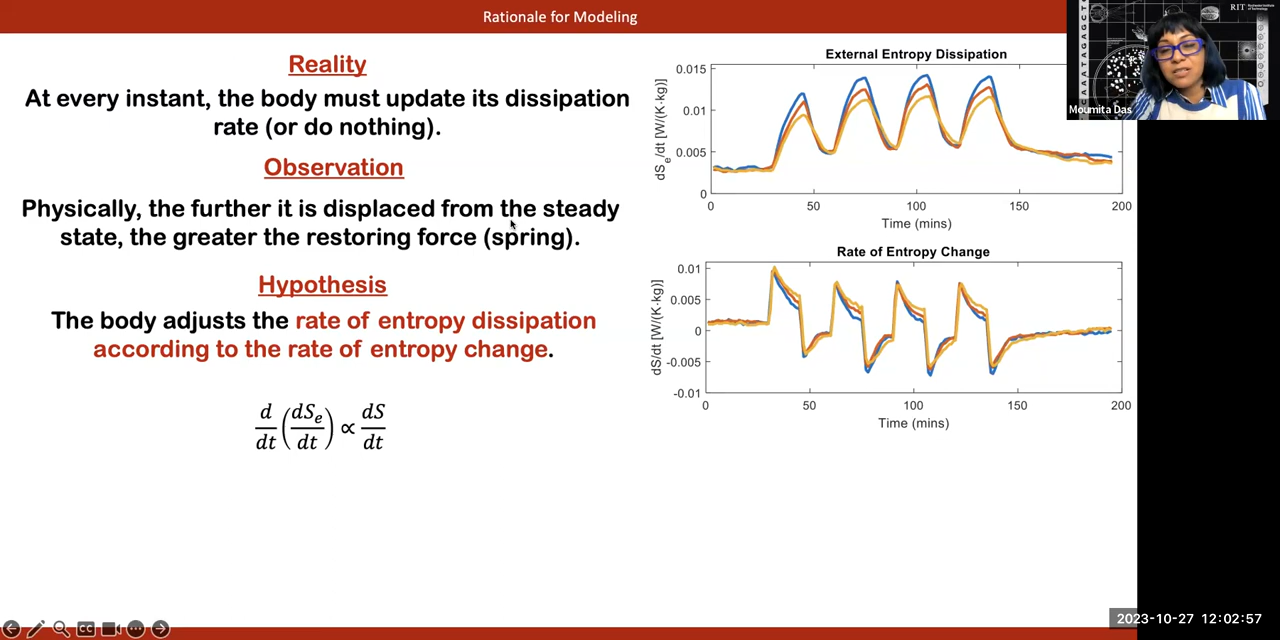 Rationale for Modeling
Reality
At every instant, the body must update its dissipation
rate (or do nothing).
Observation
Physically, the further it is displaced from the steady
state, the greater the restoring force (spring).
Hypothesis
The body adjusts the rate of entropy dissipation
according to the rate of entropy change.
d/dt (dSₑ/dt) ∝ dS/dt
External Entropy Dissipation
dSₑ/dt [W/(K·kg)]
0.015
0.01
0.005
0
0 50 100 150 200
Time (mins)
Rate of Entropy Change
dS/dt [W/(K·kg)]
0.01
0.005
0
-0.005
-0.01
0 50 100 150 200
Time (mins)
RIT
Moumita Das
CC
2023-10-27 12:02:57